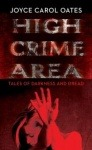 JOYCE CAROL OATES
HIGH
CRIME
AREA
TALES OF DARKNESS AND DREAD